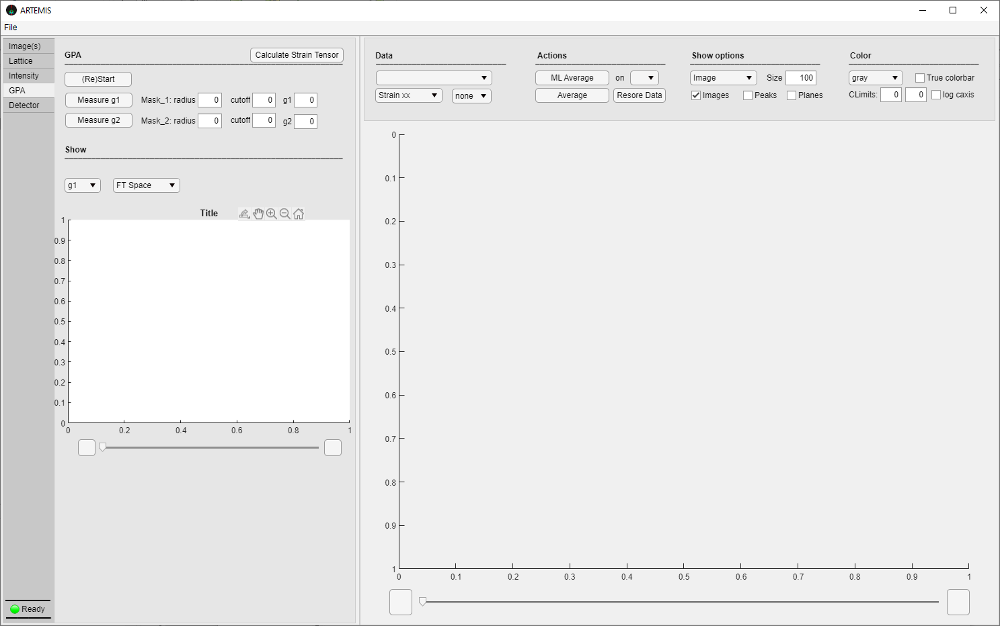 ARTEMIS
File
Image(s)
Lattice
Intensity
GPA
Detector
Ready
GPA
Calculate Strain Tensor
(Re)Start
Measure g1 Mask_1: radius 0 cutoff 0 g1 0
Measure g2 Mask_2: radius 0 cutoff 0 g2 0
Show
g1 FT Space
Title
1
0.9
0.8
0.7
0.6
0.5
0.4
0.3
0.2
0.1
0
0 0.2 0.4 0.6 0.8 1
Data
Strain xx none
Actions
ML Average on
Average Resore Data
Show options
Image Size 100
Images Peaks Planes
Color
gray True colorbar
CLimits: 0 0 log caxis
0
0.1
0.2
0.3
0.4
0.5
0.6
0.7
0.8
0.9
1
0 0.1 0.2 0.3 0.4 0.5 0.6 0.7 0.8 0.9 1